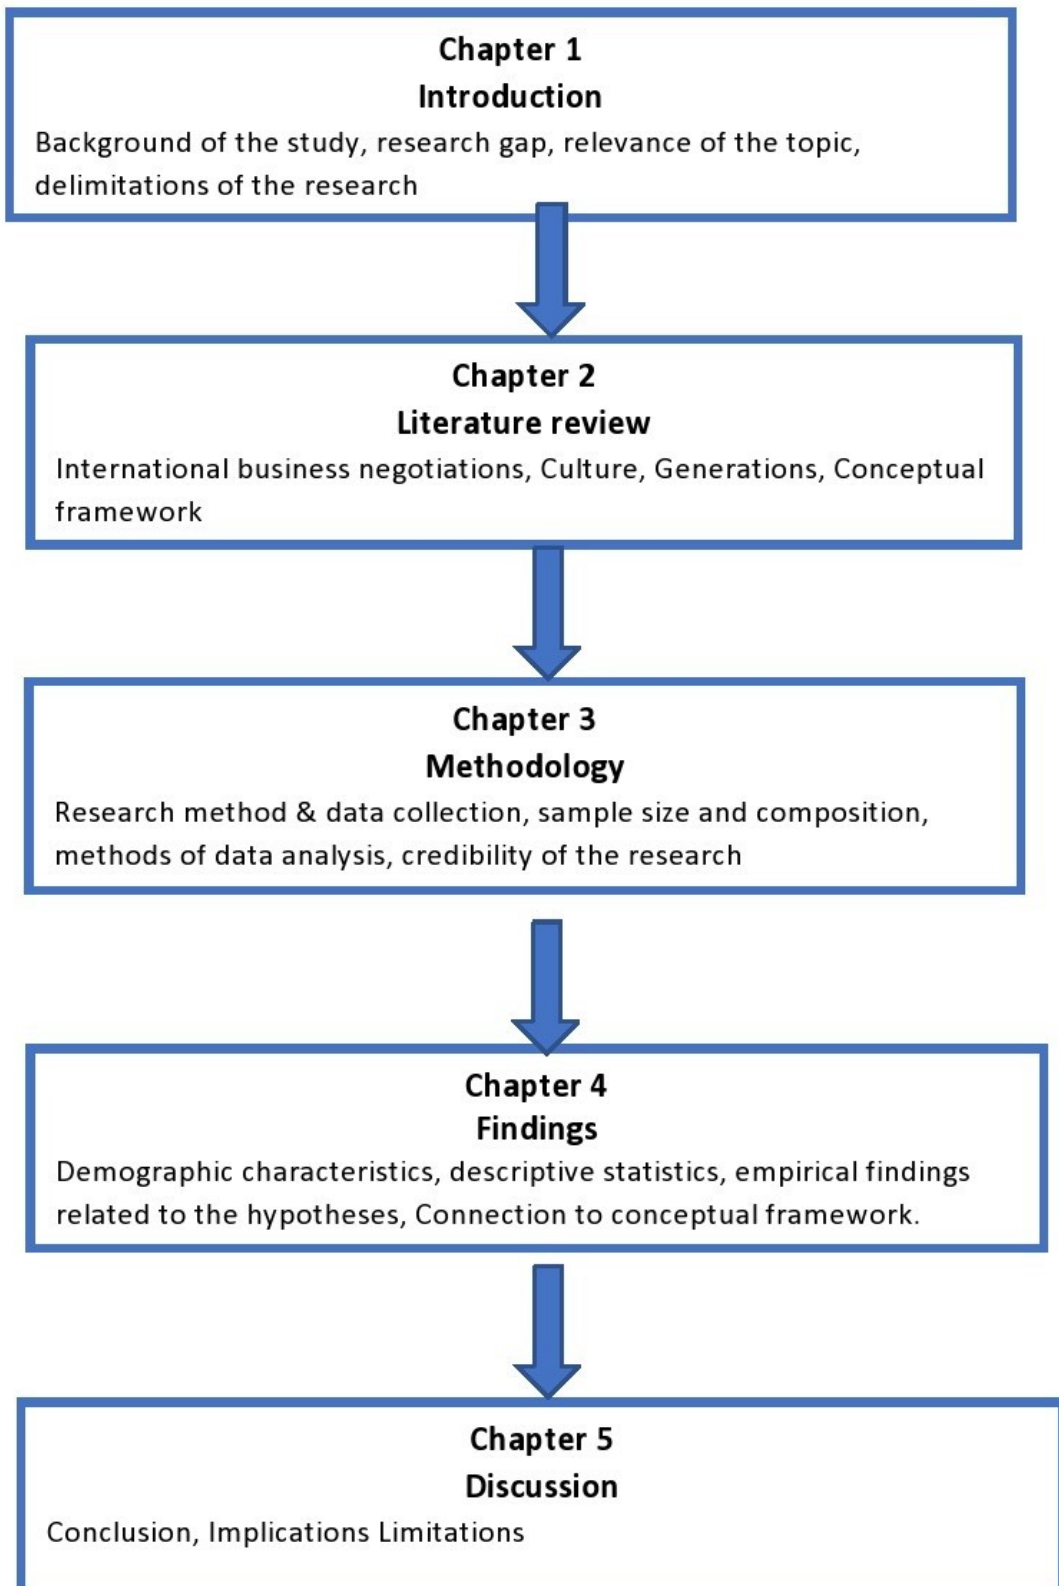 Chapter 1
Introduction
Background of the study, research gap, relevance of the topic,
delimitations of the research
Chapter 2
Literature review
International business negotiations, Culture, Generations, Conceptual
framework
Chapter 3
Methodology
Research method & data collection, sample size and composition,
methods of data analysis, credibility of the research
Chapter 4
Findings
Demographic characteristics, descriptive statistics, empirical findings
related to the hypotheses, Connection to conceptual framework.
Chapter 5
Discussion
Conclusion, Implications Limitations